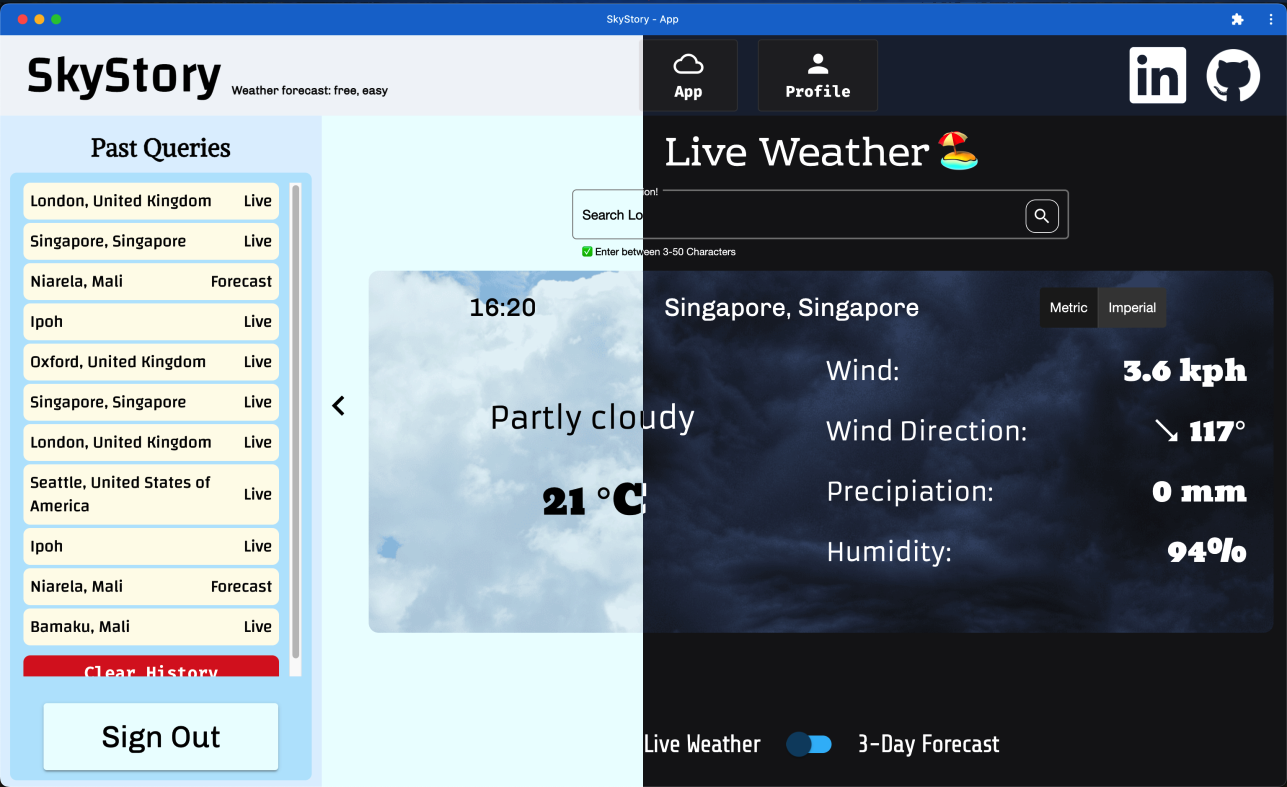 SkyStory - App
SkyStory Weather forecast: free, easy
App
Profile
in
Past Queries
London, United Kingdom Live
Singapore, Singapore Live
Niarela, Mali Forecast
Ipoh Live
Oxford, United Kingdom Live
Singapore, Singapore Live
London, United Kingdom Live
Seattle, United States of
America Live
Ipoh Live
Niarela, Mali Forecast
Bamaku, Mali Live
Clear History
Sign Out
Live Weather
on!
Search Lo
Enter between 3-50 Characters
16:20
Singapore, Singapore
Metric Imperial
Partly cloudy
21 °C
Wind: 3.6 kph
Wind Direction: ↘ 117°
Precipiation: 0 mm
Humidity: 94%
Live Weather 3-Day Forecast